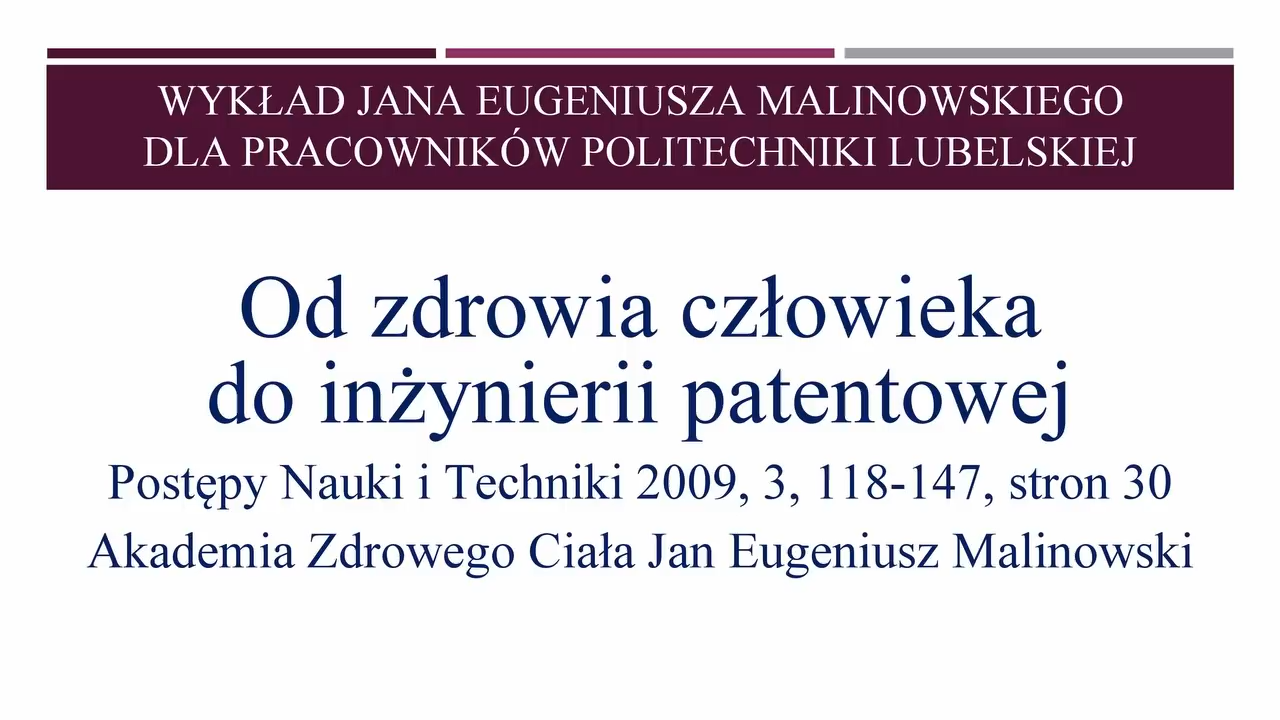 WYKŁAD JANA EUGENIUSZA MALINOWSKIEGO
DLA PRACOWNIKÓW POLITECHNIKI LUBELSKIEJ
Od zdrowia człowieka
do inżynierii patentowej
Postępy Nauki i Techniki 2009, 3, 118-147, stron 30
Akademia Zdrowego Ciała Jan Eugeniusz Malinowski